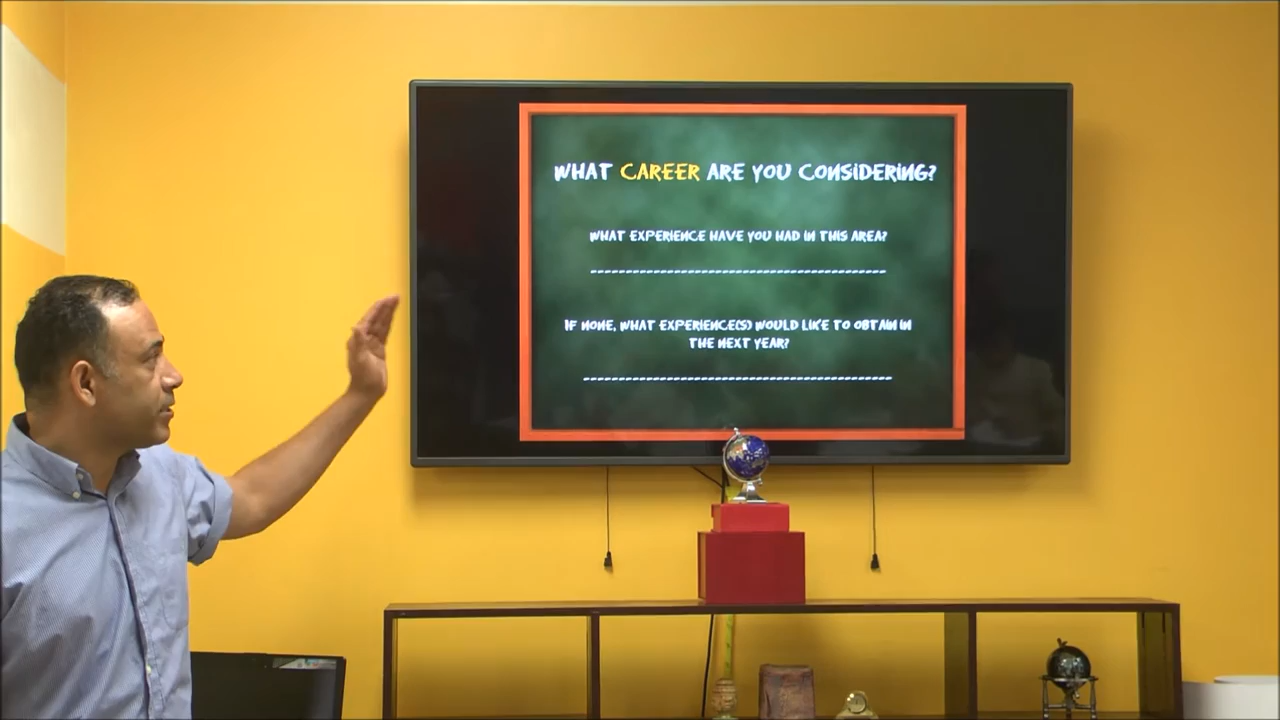 WHAT CAREER ARE YOU CONSIDERING?
WHAT EXPERIENCE HAVE YOU HAD IN THIS AREA?
IF NONE, WHAT EXPERIENCE(S) WOULD LIKE TO OBTAIN IN
THE NEXT YEAR?